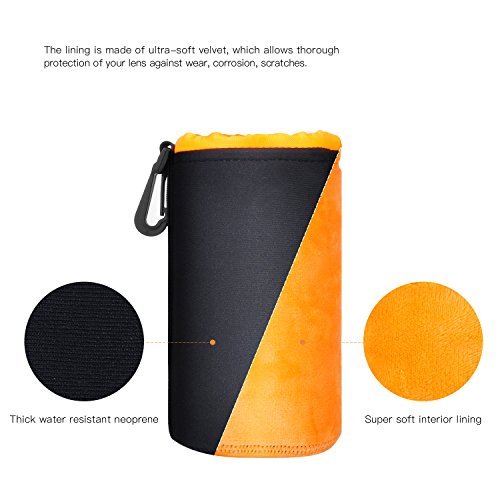 The lining is made of ultra-soft velvet, which allows thorough
protection of your lens against wear, corrosion, scratches.
Thick water resistant neoprene
Super soft interior lining